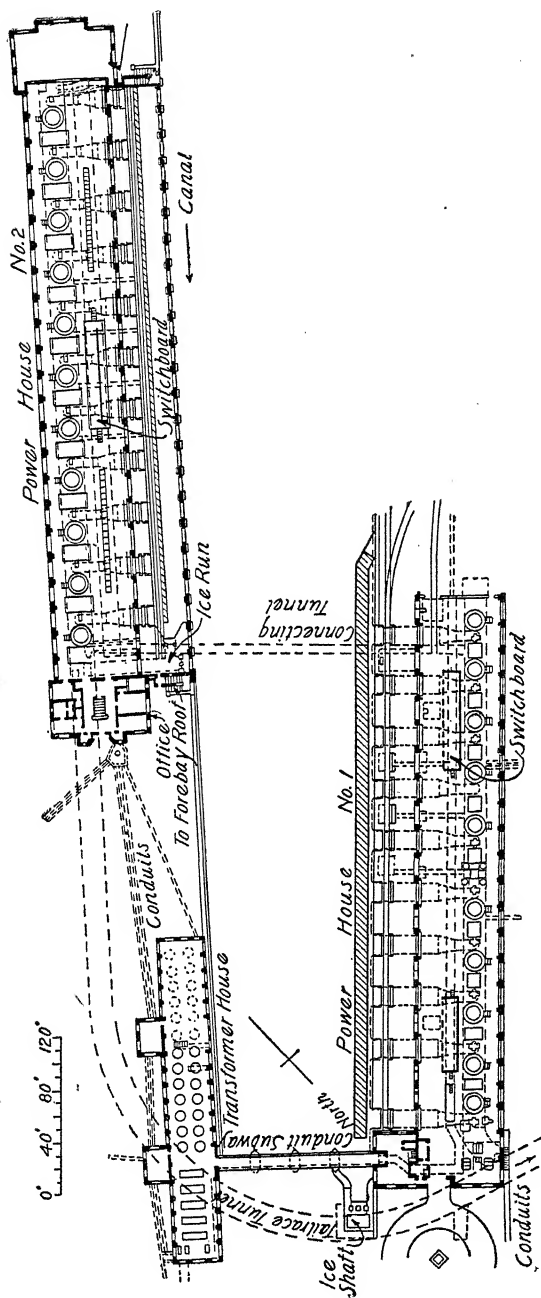 Power House No.2
Canal
Switchboard
Ice Run
Connecting
Tunnel
Office
To Forebay Roof
Conduits
Transformer House
0' 40' 80' 120'
North
Power House No.1
Switchboard
Conduit Subway
Tailrace Tunnel
Ice
Shaft
Conduits